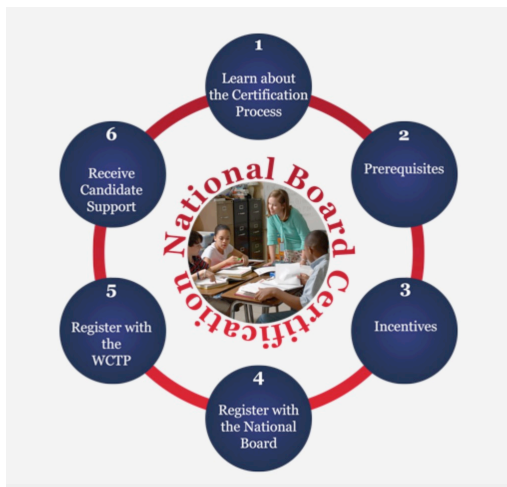 1
Learn about
the Certification
Process
2
Prerequisites
3
Incentives
4
Register with
the National
Board
5
Register with
the
WCTP
6
Receive
Candidate
Support
National Board Certification